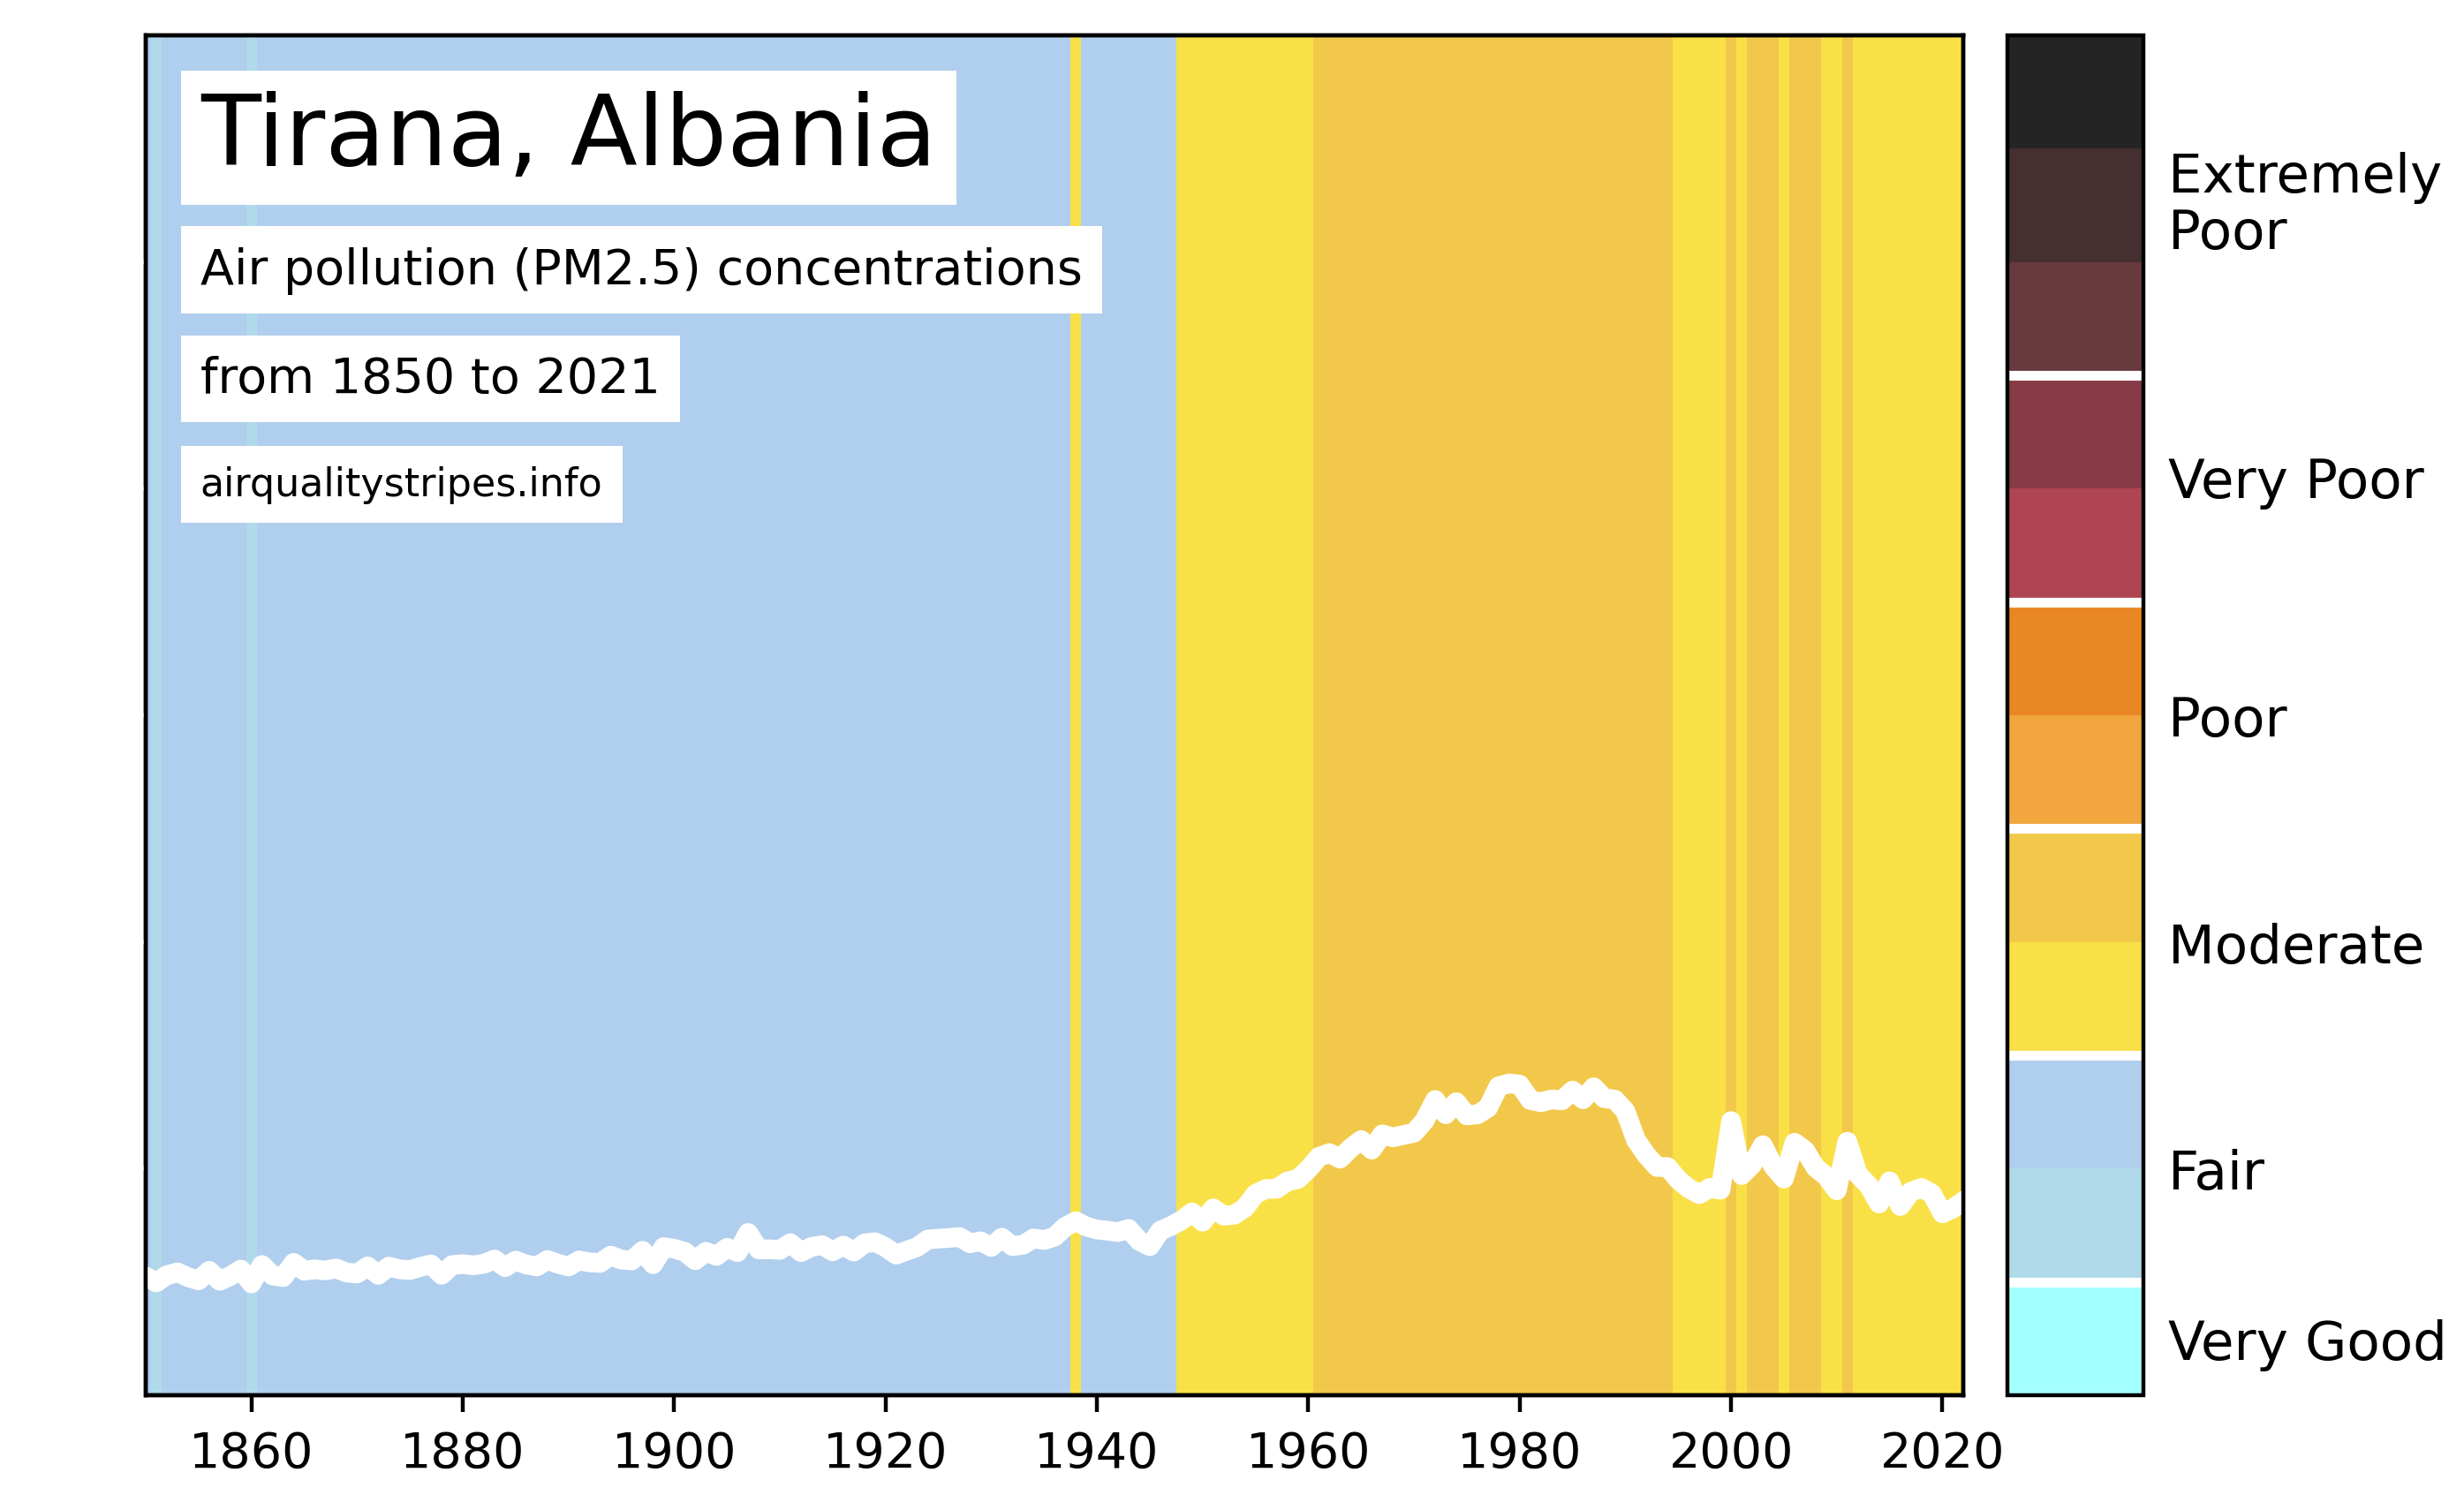 Tirana, Albania
Air pollution (PM2.5) concentrations
from 1850 to 2021
airqualitystripes.info
Extremely
Poor
Very Poor
Poor
Moderate
Fair
Very Good
1860 1880 1900 1920 1940 1960 1980 2000 2020